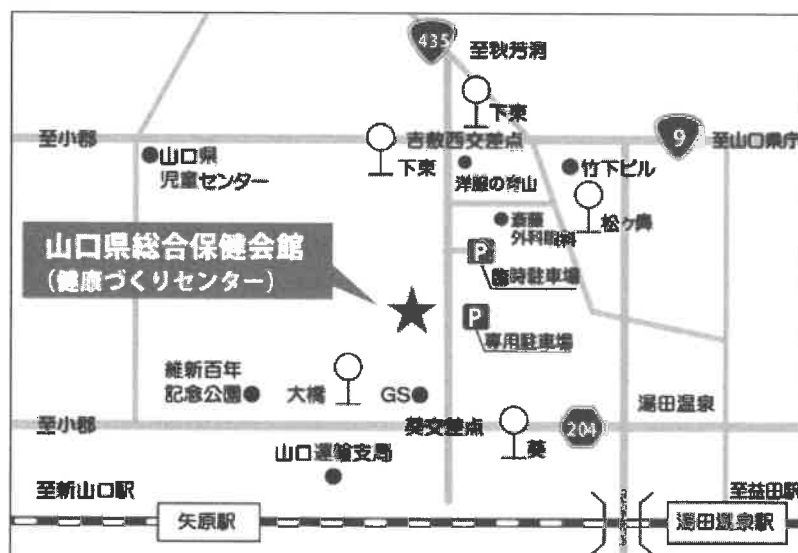 435
至秋芳洞
下東
至小郡
吉敷西交差点
9
至山口県庁
山口県
児童センター
下東
洋服の青山
竹下ビル
斎藤
外科眼科
松ヶ鼻
山口県総合保健会館
(健康づくりセンター)
P
臨時駐車場
P
専用駐車場
維新百年
記念公園
大橋
GS
湯田温泉
至小郡
葵交差点
葵
204
山口運輸支局
至新山口駅
至益田駅
矢原駅
湯田温泉駅